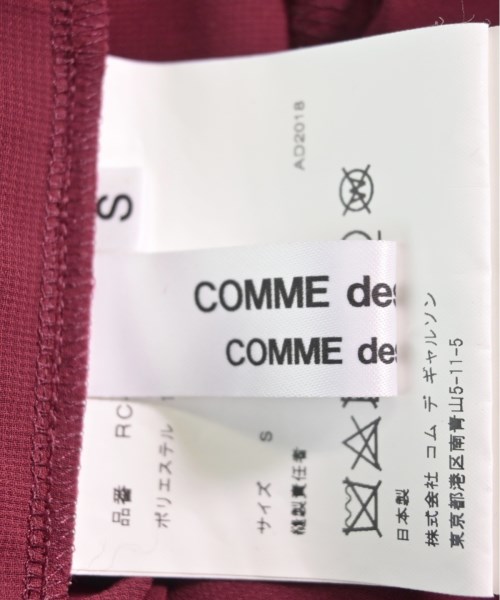 S
COMME des
COMME des
品番 RC-
ポリエステル 1
サイズ S
縫製責任者
AD2018
日本製
株式会社 コム デ ギャルソン
東京都港区南青山5-11-5